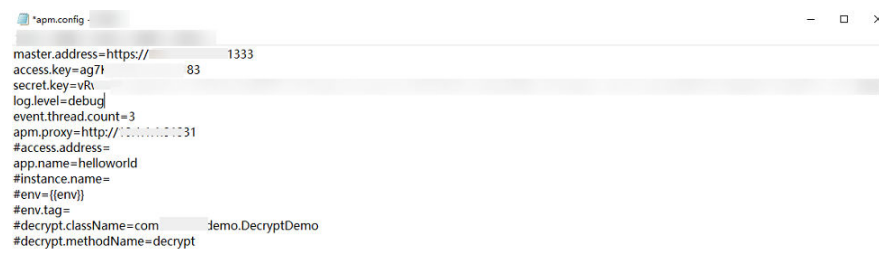 *apm.config -
master.address=https:// 1333
access.key=ag7 83
secret.key=vR
log.level=debug
event.thread.count=3
apm.proxy=http:// 31
#access.address=
app.name=helloworld
#instance.name=
#env={{env}}
#env.tag=
#decrypt.className=com demo.DecryptDemo
#decrypt.methodName=decrypt